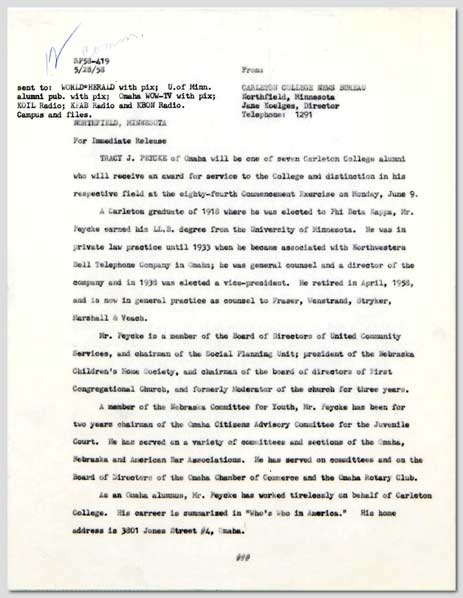 5/28/58
From:
sent to: WORLD-HERALD with pix; U.of Minn.
alumni pub. with pix; Omaha WOW-TV with pix;
KOIL Radio; KFAB Radio and KBON Radio.
Campus and files.
CARLETON COLLEGE NEWS BUREAU
Northfield, Minnesota
Jane Koelges, Director
Telephone: 1291
NORTHFIELD, MINNESOTA
For Immediate Release
TRACY J. PEYCKE of Omaha will be one of seven Carleton College alumni
who will receive an award for service to the College and distinction in his
respective field at the eighty-fourth Commencement Exercise on Monday, June 9.
A Carleton graduate of 1918 where he was elected to Phi Beta Kappa, Mr.
Peycke earned his LL.B. degree from the University of Minnesota. He was in
private law practice until 1933 when he became associated with Northwestern
Bell Telephone Company in Omaha; he was general counsel and a director of the
company and in 1938 was elected a vice-president. He retired in April, 1958,
and is now in general practice as counsel to Fraser, Wenstrand, Stryker,
Marshall & Veach.
Mr. Peycke is a member of the Board of Directors of United Community
Services, and chairman of the Social Planning Unit; president of the Nebraska
Children's Home Society, and chairman of the board of directors of First
Congregational Church, and formerly Moderator of the church for three years.
A member of the Nebraska Committee for Youth, Mr. Peycke has been for
two years chairman of the Omaha Citizens Advisory Committee for the Juvenile
Court. He has served on a variety of committees and sections of the Omaha,
Nebraska and American Bar Associations. He has served on committees and on the
Board of Directors of the Omaha Chamber of Commerce and the Omaha Rotary Club.
As an Omaha alumnus, Mr. Peycke has worked tirelessly on behalf of Carleton
College. His carreer is summarized in "Who's Who in America." His home
address is 3801 Jones Street #4, Omaha.
###